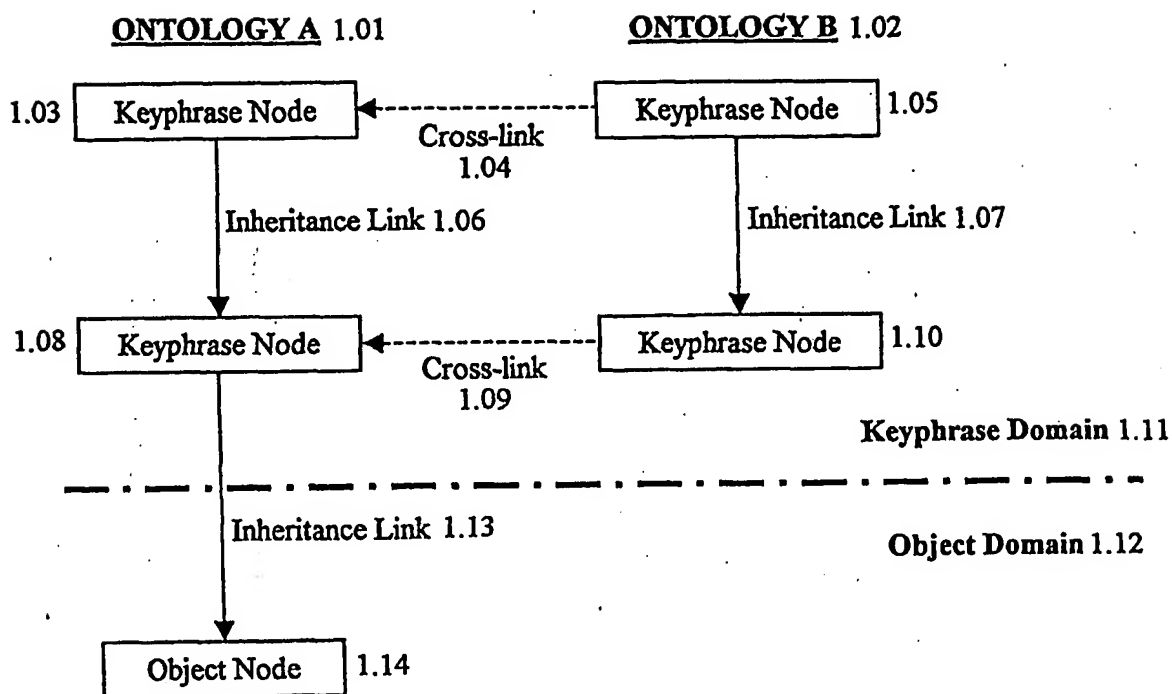 ONTOLOGY A 1.01
ONTOLOGY B 1.02
1.03
Keyphrase Node
Keyphrase Node
1.05
Cross-link
1.04
Inheritance Link 1.06
Inheritance Link 1.07
1.08
Keyphrase Node
Keyphrase Node
1.10
Cross-link
1.09
Keyphrase Domain 1.11
Inheritance Link 1.13
Object Domain 1.12
Object Node
1.14